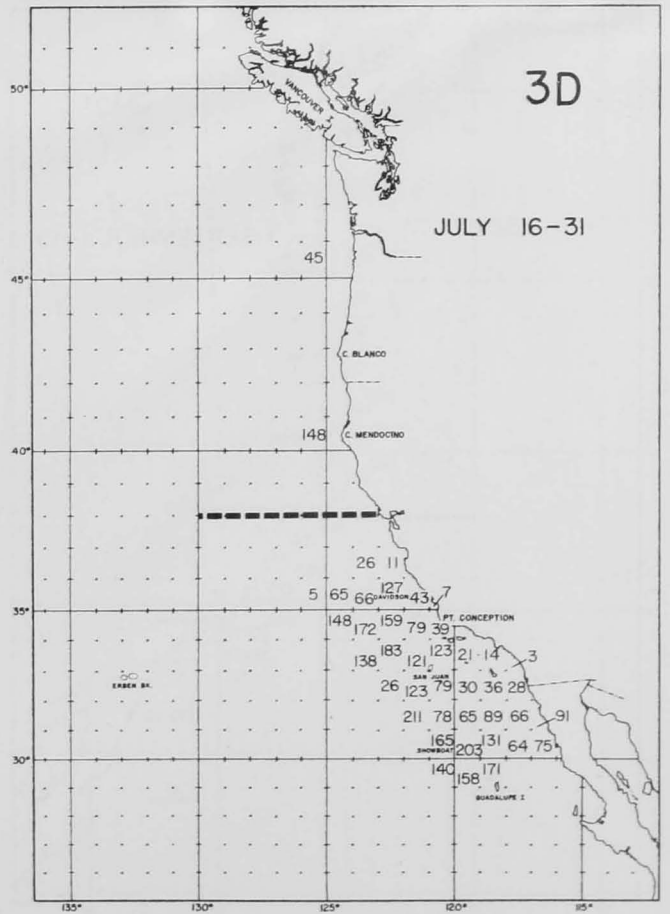 3D
50°
VANCOUVER I.
JULY 16-31
45
45°
C. BLANCO
148 C. MENDOCINO
40°
26 11
127
5 65 66 DAVIDSON 43 7
35°
PT. CONCEPTION
148 172 159 79 39
183 123 21 14 3
138 121
SAN JUAN
ERBEN BK.
26 123 79 30 36 28
211 78 65 89 66 91
165 131
SHOWBOAT 203 64 75
30°
140 158 171
GUADALUPE I.
135° 130° 125° 120° 115°